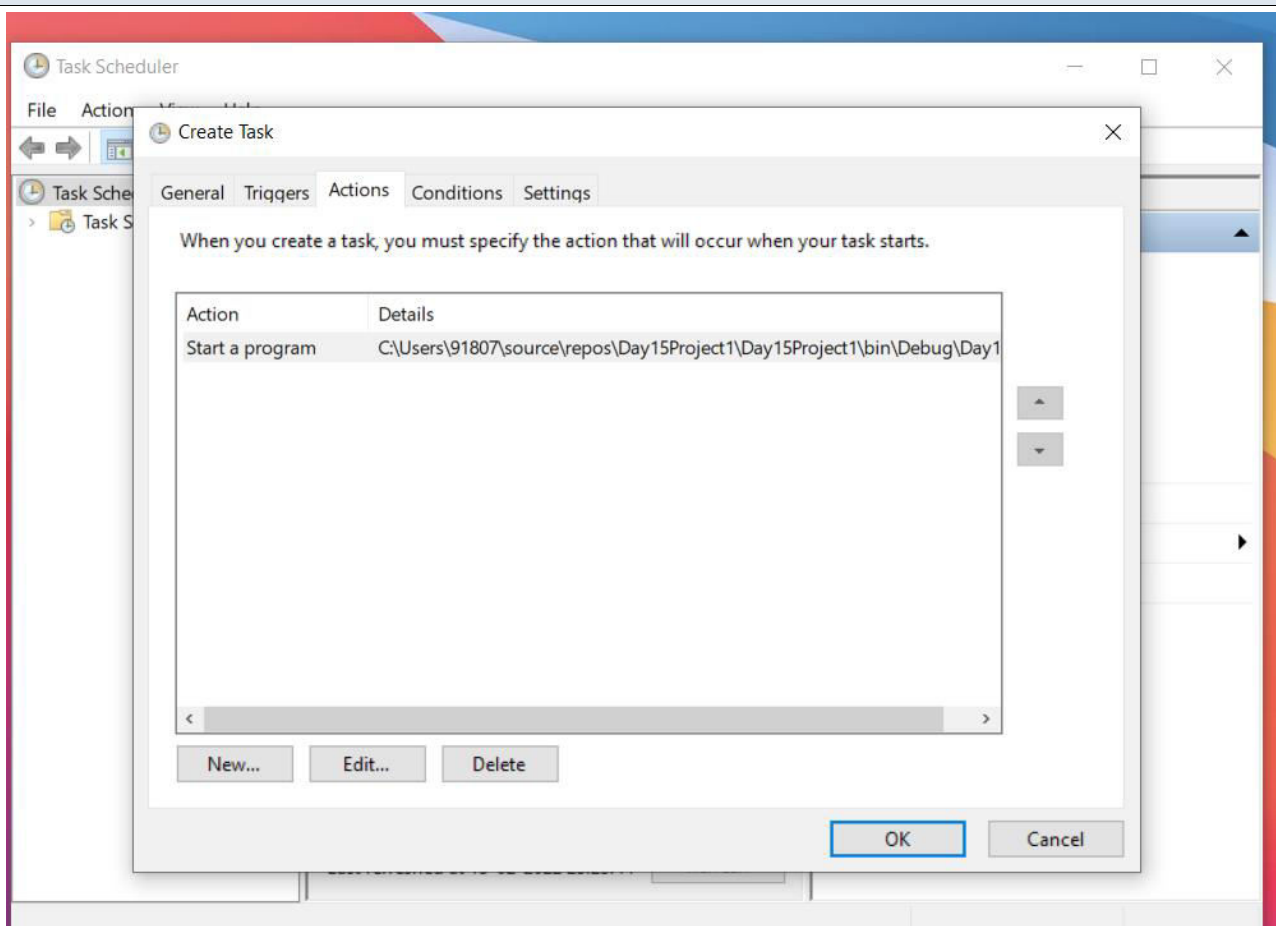 Task Scheduler
File Action
Create Task
Task Sche
Task S
General Triggers Actions Conditions Settings
When you create a task, you must specify the action that will occur when your task starts.
Action Details
Start a program C:\Users\91807\source\repos\Day15Project1\Day15Project1\bin\Debug\Day1
New... Edit... Delete
OK Cancel